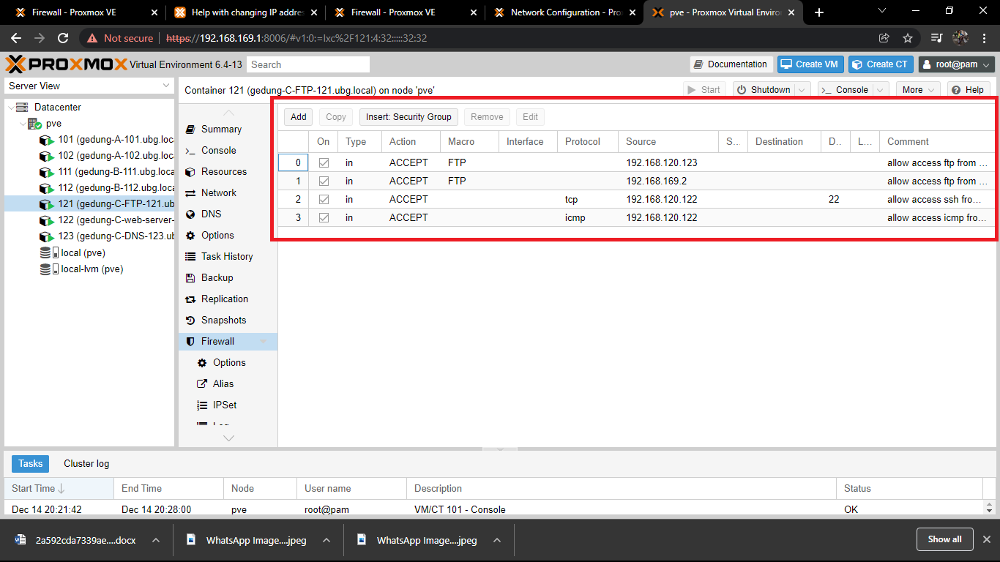 Firewall - Proxmox VE
Help with changing IP addre
Firewall - Proxmox VE
Network Configuration - Pro
pve - Proxmox Virtual Enviro
Not secure https://192.168.169.1:8006/#v1:0:=lxc%2F121:4:32:::::32:32
PROXMOX Virtual Environment 6.4-13 Search Documentation Create VM Create CT root@pam
Server View
Container 121 (gedung-C-FTP-121.ubg.local) on node 'pve' Start Shutdown Console More Help
Datacenter
pve
101 (gedung-A-101.ubg.loca
102 (gedung-A-102.ubg.loca
111 (gedung-B-111.ubg.loca
112 (gedung-B-112.ubg.loca
121 (gedung-C-FTP-121.ub
122 (gedung-C-web-server-
123 (gedung-C-DNS-123.ub
local (pve)
local-lvm (pve)
Summary
Console
Resources
Network
DNS
Options
Task History
Backup
Replication
Snapshots
Firewall
Options
Alias
IPSet
Add Copy Insert: Security Group Remove Edit
On Type Action Macro Interface Protocol Source S... Destination D... L... Comment
0 in ACCEPT FTP 192.168.120.123 allow access ftp from ...
1 in ACCEPT FTP 192.168.169.2 allow access ftp from ...
2 in ACCEPT tcp 192.168.120.122 22 allow access ssh fro...
3 in ACCEPT icmp 192.168.120.122 allow access icmp fro...
Tasks Cluster log
Start Time End Time Node User name Description Status
Dec 14 20:21:42 Dec 14 20:28:00 pve root@pam VM/CT 101 - Console OK
2a592cda7339ae....docx WhatsApp Image....jpeg WhatsApp Image....jpeg Show all